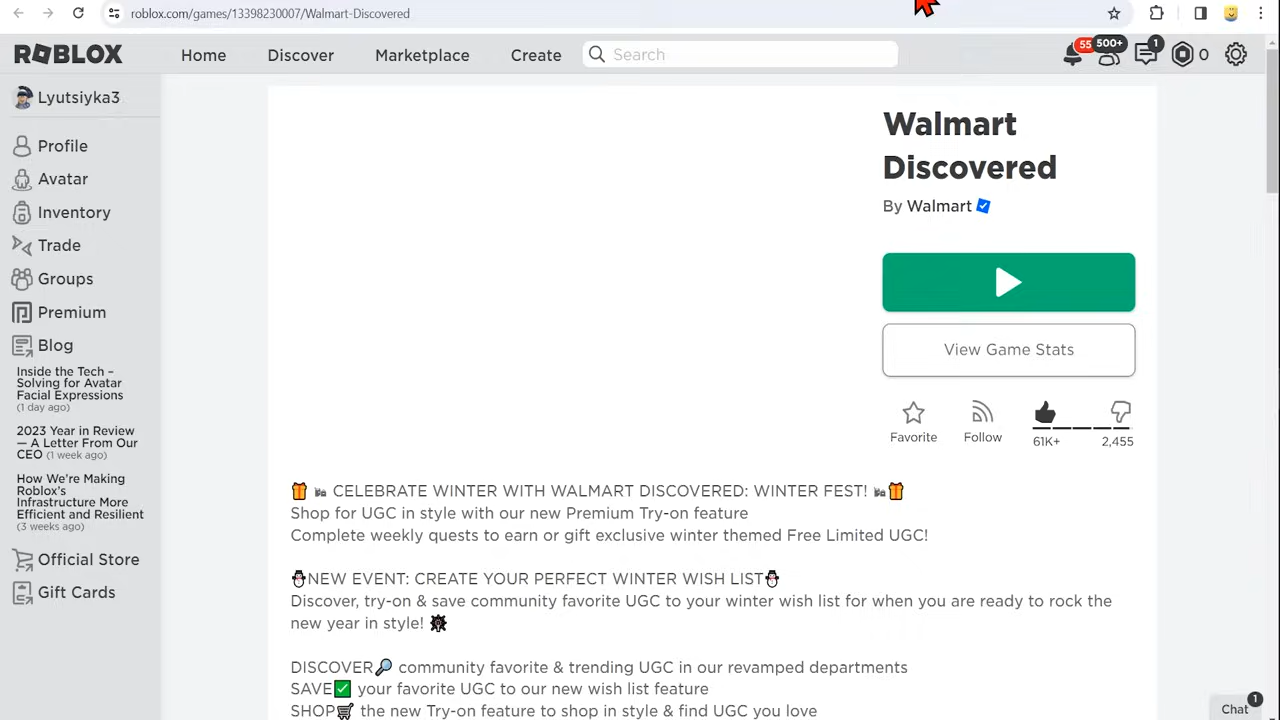 roblox.com/games/13398230007/Walmart-Discovered
ROBLOX
Home
Discover
Marketplace
Create
Search
55
500+
1
0
Lyutsiyka3
Profile
Avatar
Inventory
Trade
Groups
Premium
Blog
Inside the Tech –
Solving for Avatar
Facial Expressions
(1 day ago)
2023 Year in Review
— A Letter From Our
CEO (1 week ago)
How We're Making
Roblox's
Infrastructure More
Efficient and Resilient
(3 weeks ago)
Official Store
Gift Cards
Walmart
Discovered
By Walmart
View Game Stats
Favorite
Follow
61K+
2,455
🎁 🏘 CELEBRATE WINTER WITH WALMART DISCOVERED: WINTER FEST! 🏘🎁
Shop for UGC in style with our new Premium Try-on feature
Complete weekly quests to earn or gift exclusive winter themed Free Limited UGC!
⛄NEW EVENT: CREATE YOUR PERFECT WINTER WISH LIST⛄
Discover, try-on & save community favorite UGC to your winter wish list for when you are ready to rock the
new year in style!
DISCOVER🔎 community favorite & trending UGC in our revamped departments
SAVE✅ your favorite UGC to our new wish list feature
SHOP🛒 the new Try-on feature to shop in style & find UGC you love
Chat
1